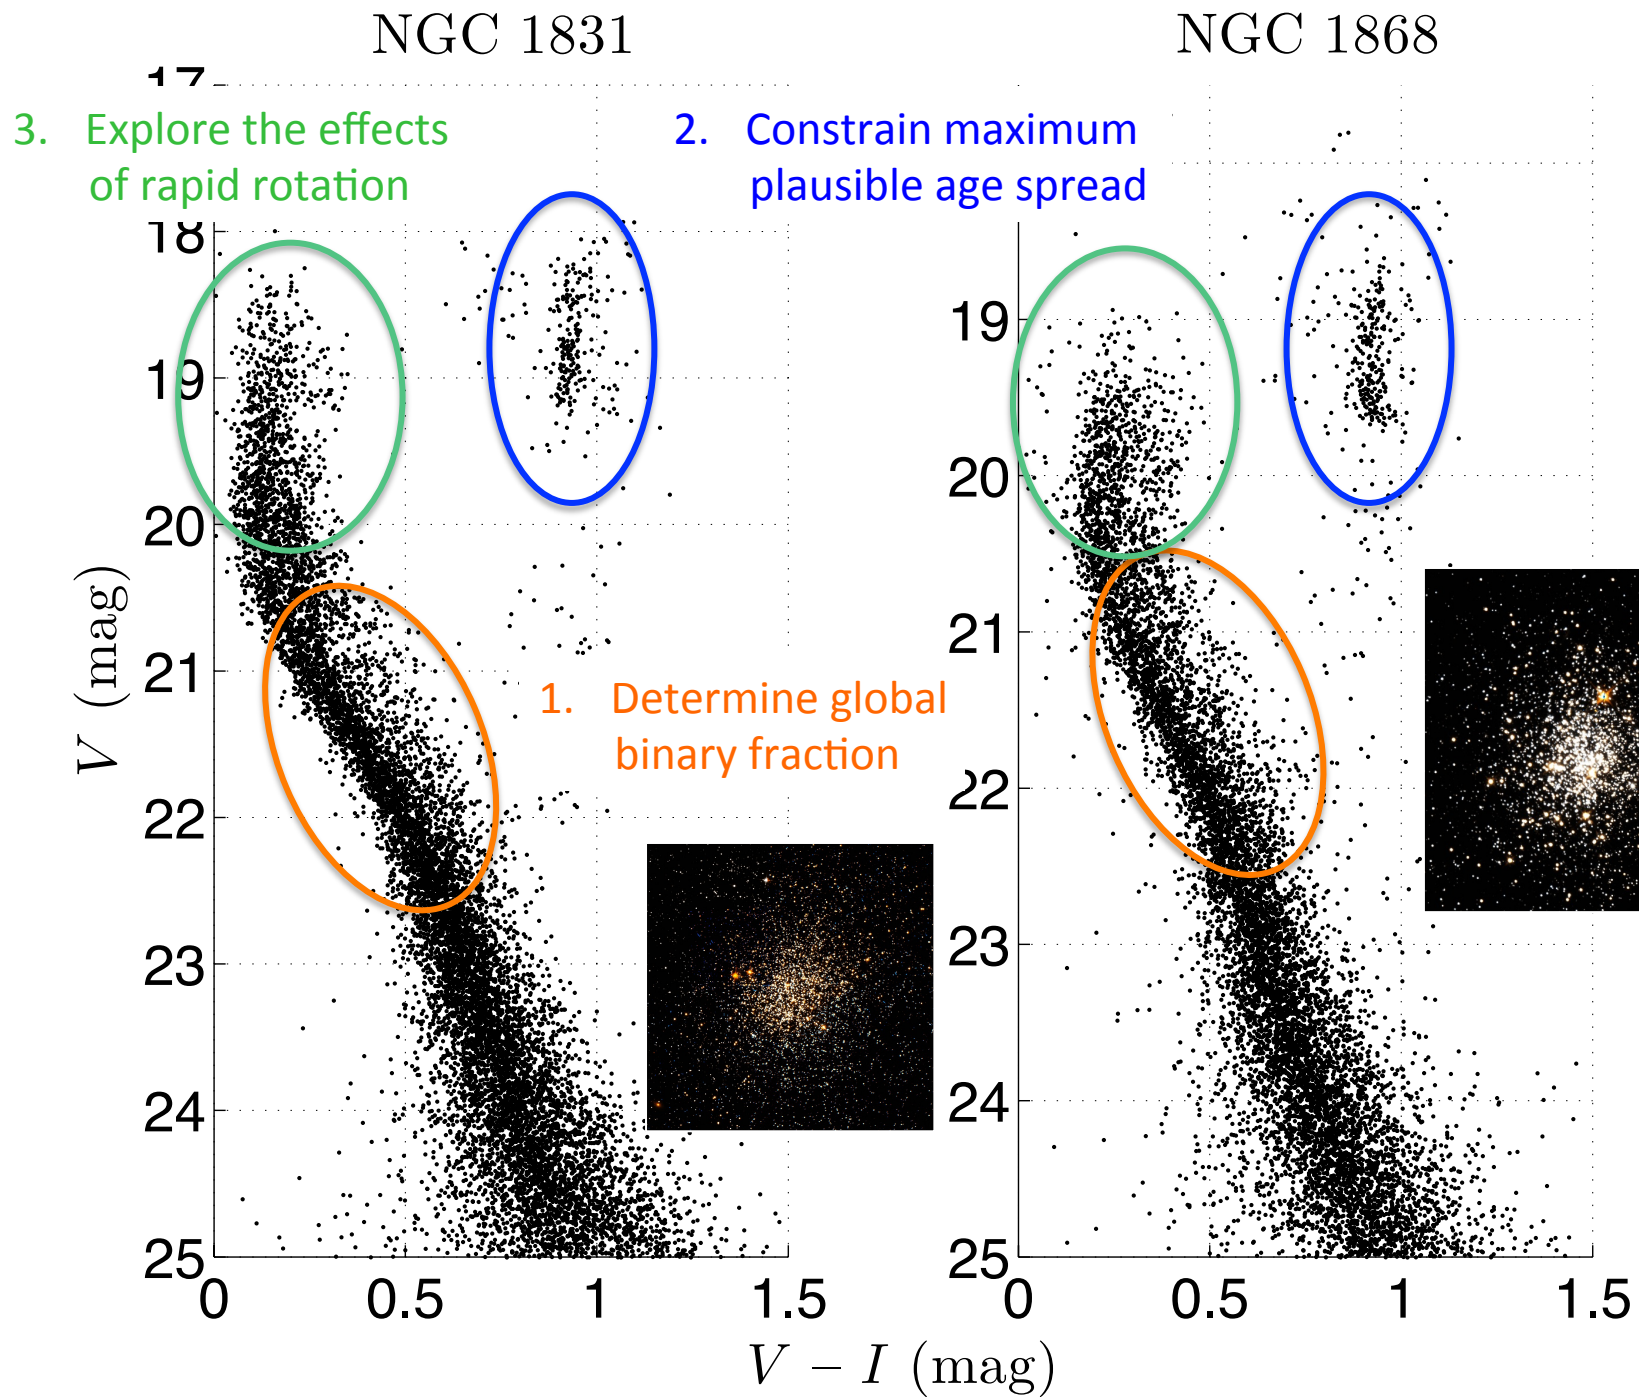 NGC 1831
NGC 1868
3. Explore the effects
of rapid rotation
2. Constrain maximum
plausible age spread
1. Determine global
binary fraction
V (mag)
17
18
19
20
21
22
23
24
25
0 0.5 1 1.5
19
20
21
22
23
24
25
0 0.5 1 1.5
V − I (mag)